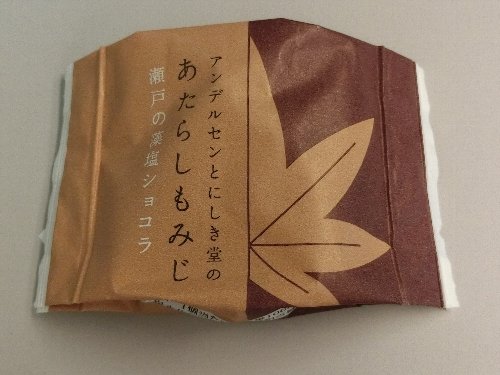 アンデルセンとにしき堂の
あたらしもみじ
瀬戸の藻塩ショコラ